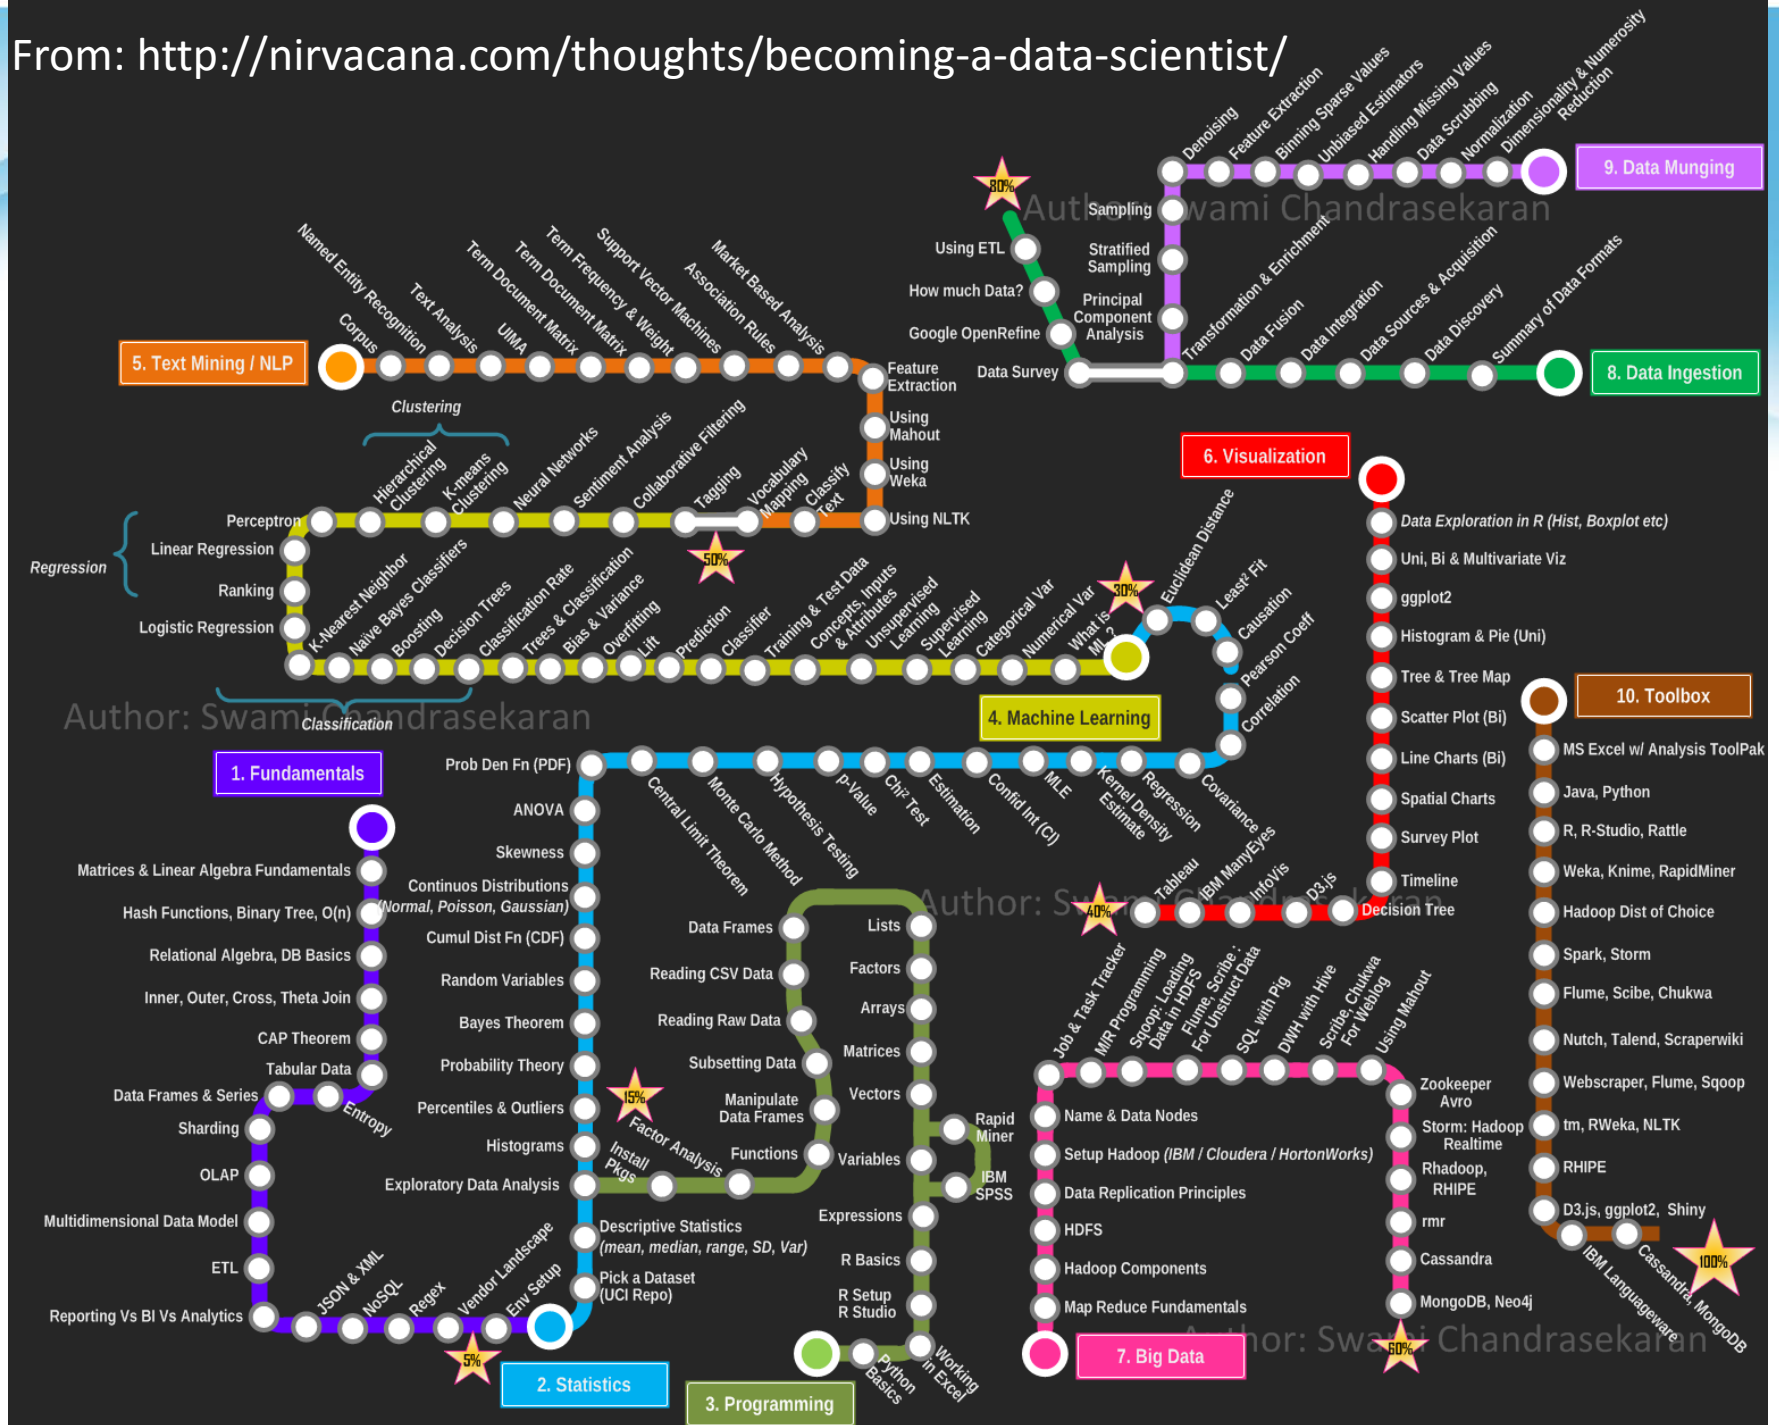 From: http://nirvacana.com/thoughts/becoming-a-data-scientist/
Author: Swami Chandrasekaran
9. Data Munging
Denoising
Feature Extraction
Binning Sparse Values
Unbiased Estimators
Handling Missing Values
Data Scrubbing
Normalization
Dimensionality & Numerosity
Reduction
Sampling
Stratified
Sampling
Principal
Component
Analysis
80%
Using ETL
How much Data?
Google OpenRefine
Data Survey
Transformation & Enrichment
Data Fusion
Data Integration
Data Sources & Acquisition
Data Discovery
Summary of Data Formats
8. Data Ingestion
5. Text Mining / NLP
Corpus
Named Entity Recognition
Text Analysis
UIMA
Term Document Matrix
Term Document Matrix
Term Frequency & Weight
Support Vector Machines
Association Rules
Market Based Analysis
Feature
Extraction
Using
Mahout
Using
Weka
Using NLTK
Classify
Text
Vocabulary
Mapping
50%
Tagging
Collaborative Filtering
Sentiment Analysis
Neural Networks
K-means
Clustering
Hierarchical
Clustering
Clustering
Perceptron
Linear Regression
Regression
Ranking
Logistic Regression
K-Nearest Neighbor
Naive Bayes Classifiers
Boosting
Decision Trees
Classification Rate
Trees & Classification
Bias & Variance
Overfitting
Lift
Prediction
Classifier
Training & Test Data
Concepts, Inputs
& Attributes
Unsupervised
Learning
Supervised
Learning
Categorical Var
Numerical Var
What is
ML?
Classification
Author: Swami Chandrasekaran
4. Machine Learning
30%
Euclidean Distance
Least² Fit
Causation
Pearson Coeff
Correlation
Covariance
Regression
Kernel Density
Estimate
MLE
Confid Int (CI)
Estimation
Chi² Test
p-Value
Hypothesis Testing
Monte Carlo Method
Central Limit Theorem
Prob Den Fn (PDF)
ANOVA
Skewness
Continuos Distributions
(Normal, Poisson, Gaussian)
Cumul Dist Fn (CDF)
Random Variables
Bayes Theorem
Probability Theory
Percentiles & Outliers
Histograms
Exploratory Data Analysis
Descriptive Statistics
(mean, median, range, SD, Var)
Pick a Dataset
(UCI Repo)
2. Statistics
1. Fundamentals
Matrices & Linear Algebra Fundamentals
Hash Functions, Binary Tree, O(n)
Relational Algebra, DB Basics
Inner, Outer, Cross, Theta Join
CAP Theorem
Tabular Data
Entropy
Data Frames & Series
Sharding
OLAP
Multidimensional Data Model
ETL
Reporting Vs BI Vs Analytics
JSON & XML
NoSQL
Regex
Vendor Landscape
Env Setup
5%
15%
Install
Pkgs
Factor Analysis
Functions
Manipulate
Data Frames
Subsetting Data
Reading Raw Data
Reading CSV Data
Data Frames
Lists
Factors
Arrays
Matrices
Vectors
Rapid
Miner
Variables
IBM
SPSS
Expressions
R Basics
R Setup
R Studio
Working
in Excel
Python
Basics
3. Programming
6. Visualization
Data Exploration in R (Hist, Boxplot etc)
Uni, Bi & Multivariate Viz
ggplot2
Histogram & Pie (Uni)
Tree & Tree Map
Scatter Plot (Bi)
Line Charts (Bi)
Spatial Charts
Survey Plot
Timeline
Decision Tree
D3.js
InfoVis
IBM ManyEyes
Tableau
40%
Author: Swami Chandrasekaran
Job & Task Tracker
M/R Programming
Sqoop: Loading
Data in HDFS
Flume, Scribe :
For Unstruct Data
SQL with Pig
DWH with Hive
Scribe, Chukwa
For Weblog
Using Mahout
Zookeeper
Avro
Storm: Hadoop
Realtime
Rhadoop,
RHIPE
rmr
Cassandra
MongoDB, Neo4j
60%
Name & Data Nodes
Setup Hadoop (IBM / Cloudera / HortonWorks)
Data Replication Principles
HDFS
Hadoop Components
Map Reduce Fundamentals
7. Big Data
Author: Swami Chandrasekaran
10. Toolbox
MS Excel w/ Analysis ToolPak
Java, Python
R, R-Studio, Rattle
Weka, Knime, RapidMiner
Hadoop Dist of Choice
Spark, Storm
Flume, Scibe, Chukwa
Nutch, Talend, Scraperwiki
Webscraper, Flume, Sqoop
tm, RWeka, NLTK
RHIPE
D3.js, ggplot2, Shiny
IBM Languageware
Cassandra, MongoDB
100%